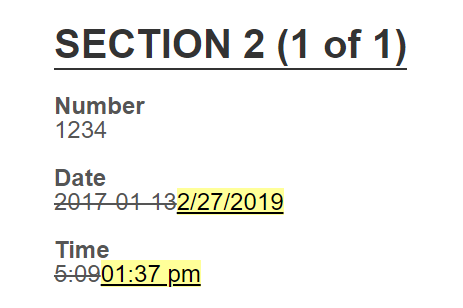 SECTION 2 (1 of 1)
Number
1234
Date
2017-01-132/27/2019
Time
5:0901:37 pm